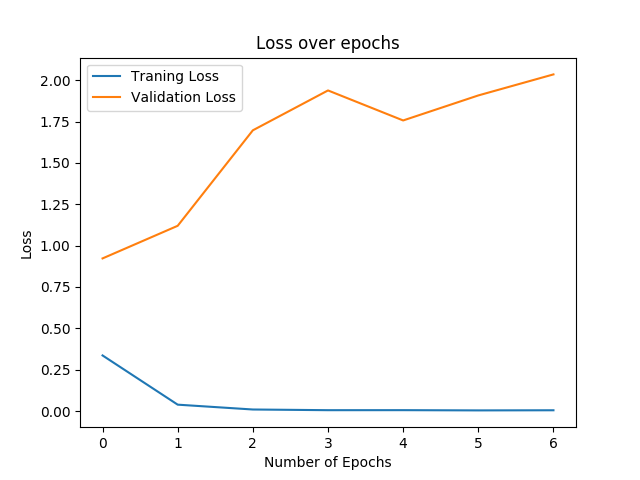 Loss over epochs
Traning Loss
Validation Loss
2.00
1.75
1.50
1.25
1.00
0.75
0.50
0.25
0.00
Loss
0 1 2 3 4 5 6
Number of Epochs